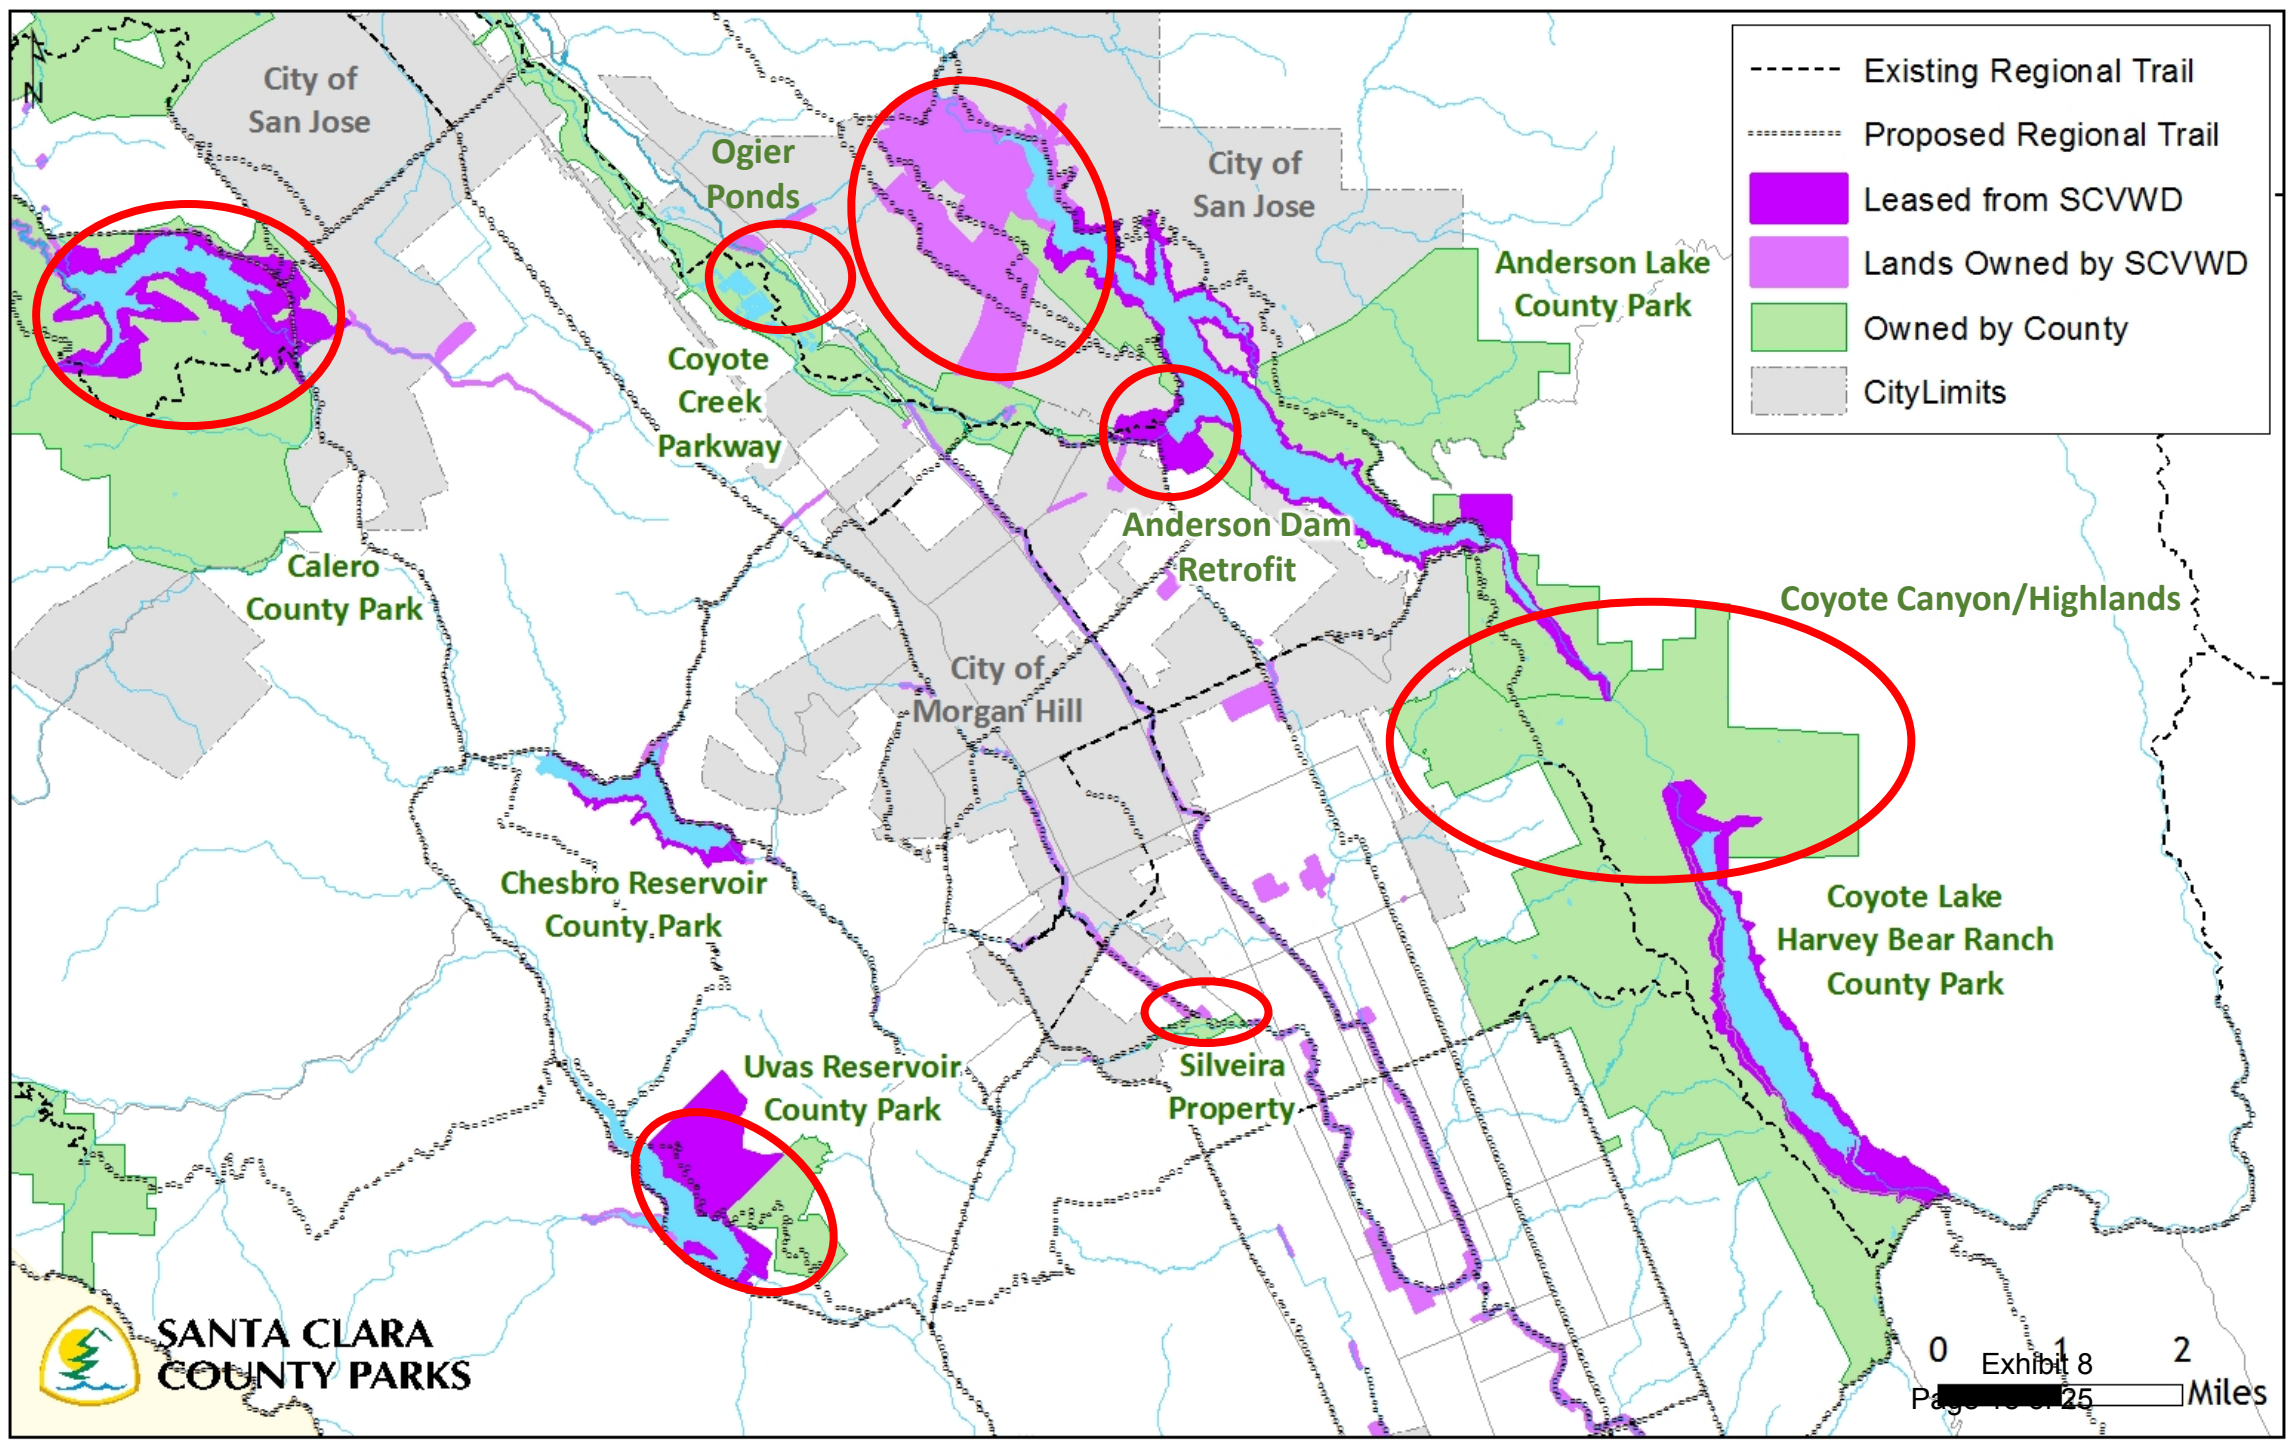 N
City of
San Jose
Ogier
Ponds
City of
San Jose
Existing Regional Trail
Proposed Regional Trail
Leased from SCVWD
Lands Owned by SCVWD
Owned by County
CityLimits
Anderson Lake
County Park
Coyote
Creek
Parkway
Anderson Dam
Retrofit
Calero
County Park
Coyote Canyon/Highlands
City of
Morgan Hill
Chesbro Reservoir
County Park
Coyote Lake
Harvey Bear Ranch
County Park
Uvas Reservoir
County Park
Silveira
Property
SANTA CLARA
COUNTY PARKS
0 1 2
Miles
Exhibit 8
Page of 25